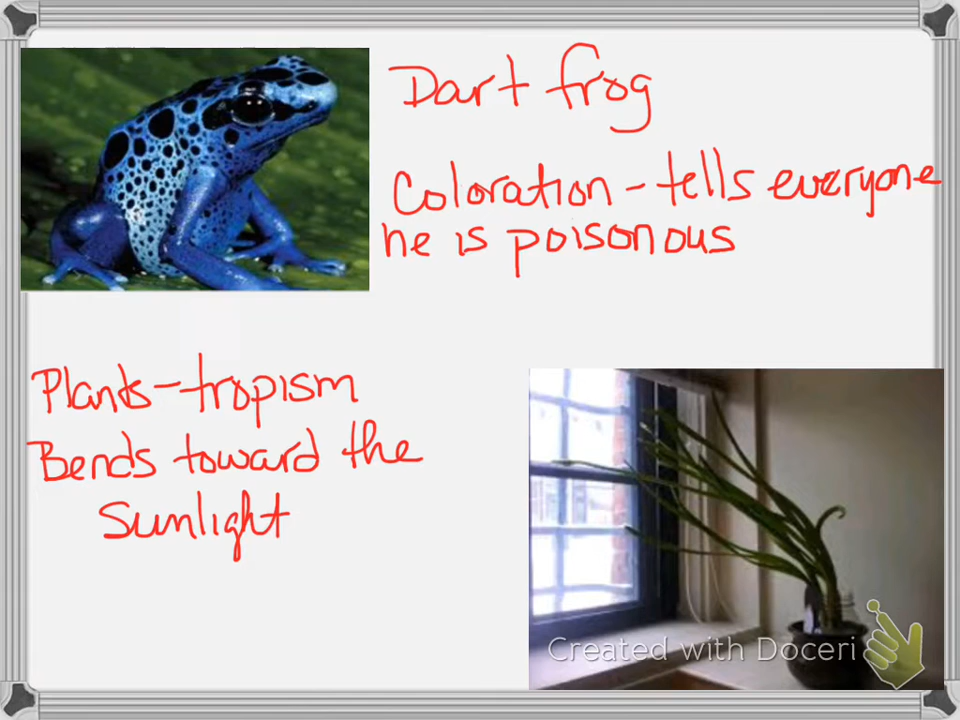 Dart frog
Coloration - tells everyone
he is poisonous
Plants - tropism
Bends toward the
Sunlight
Created with Doceri